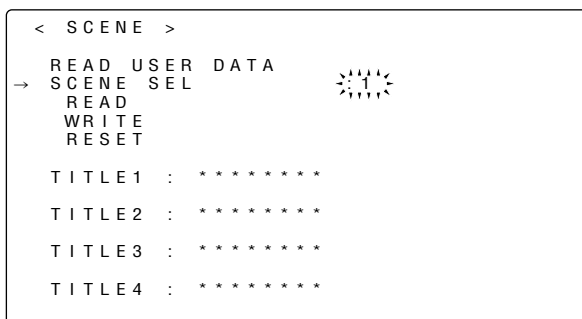 < SCENE >
READ USER DATA
→ SCENE SEL :1
READ
WRITE
RESET
TITLE1 : ********
TITLE2 : ********
TITLE3 : ********
TITLE4 : ********